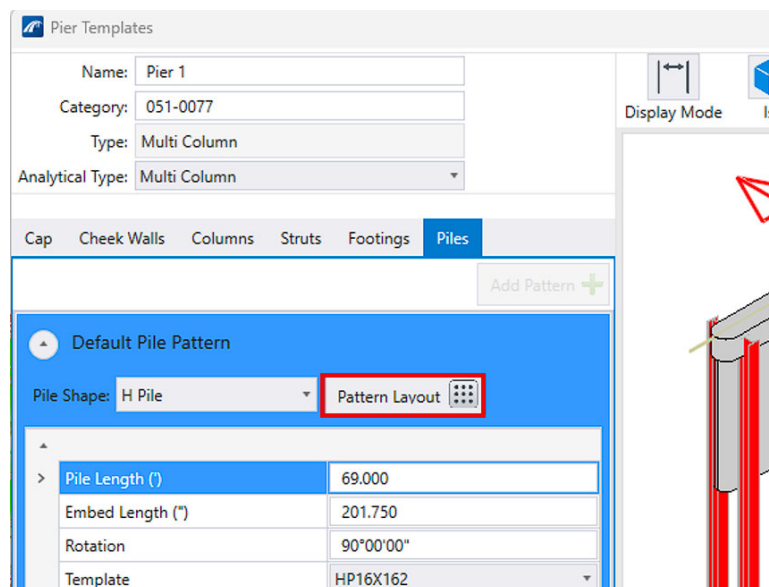 Pier Templates
Name: Pier 1
Category: 051-0077
Type: Multi Column
Analytical Type: Multi Column
Display Mode
Cap Cheek Walls Columns Struts Footings Piles
Add Pattern
Default Pile Pattern
Pile Shape: H Pile Pattern Layout
Pile Length (') 69.000
Embed Length (") 201.750
Rotation 90°00'00"
Template HP16X162